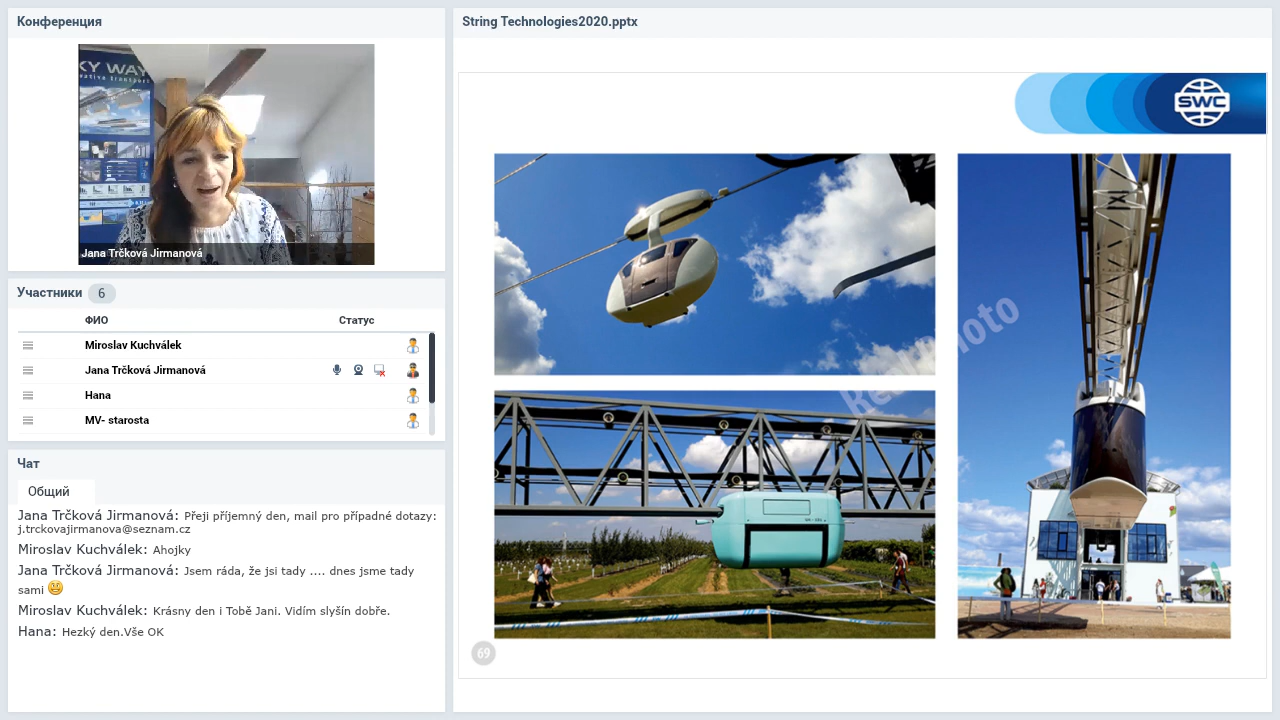 Конференция
KY WAY
Jana Trčková Jirmanová
Участники 6
ФИО Статус
Miroslav Kuchválek
Jana Trčková Jirmanová
Hana
MV- starosta
Чат
Общий
Jana Trčková Jirmanová: Přeji příjemný den, mail pro případné dotazy:
j.trckovajirmanova@seznam.cz
Miroslav Kuchválek: Ahojky
Jana Trčková Jirmanová: Jsem ráda, že jsi tady .... dnes jsme tady
sami
Miroslav Kuchválek: Krásny den i Tobě Jani. Vidím slyšín dobře.
Hana: Hezký den.Vše OK
String Technologies2020.pptx
SWC
69